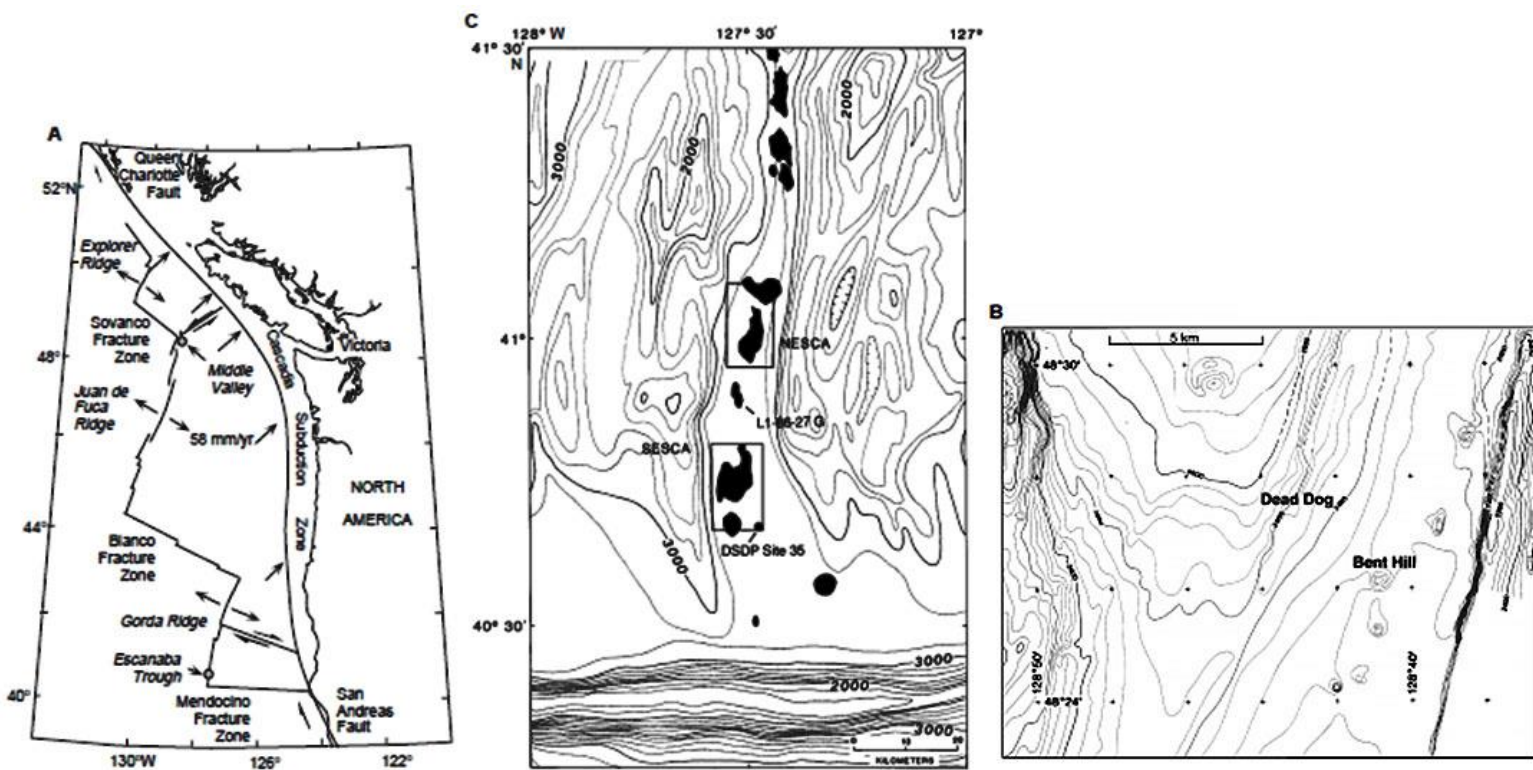 A
Queen
Charlotte
Fault
52°N
Explorer
Ridge
Sovanco
Fracture
Zone
48°
Middle
Valley
Victoria
Cascadia
Subduction
Zone
Juan de
Fuca
Ridge
58 mm/yr
NORTH
AMERICA
44°
Blanco
Fracture
Zone
Gorda Ridge
Escanaba
Trough
40°
Mendocino
Fracture
Zone
San
Andreas
Fault
130°W
126°
122°
C
128° W
127° 30'
127°
41° 30'
N
3000
2000
2000
41°
NESCA
L1-86-27 G
SESCA
DSDP Site 35
3000
40° 30'
3000
2000
3000
0 10 20
KILOMETERS
B
5 km
48°30'
Dead Dog
Bent Hill
128°50'
128°40'
48°24'